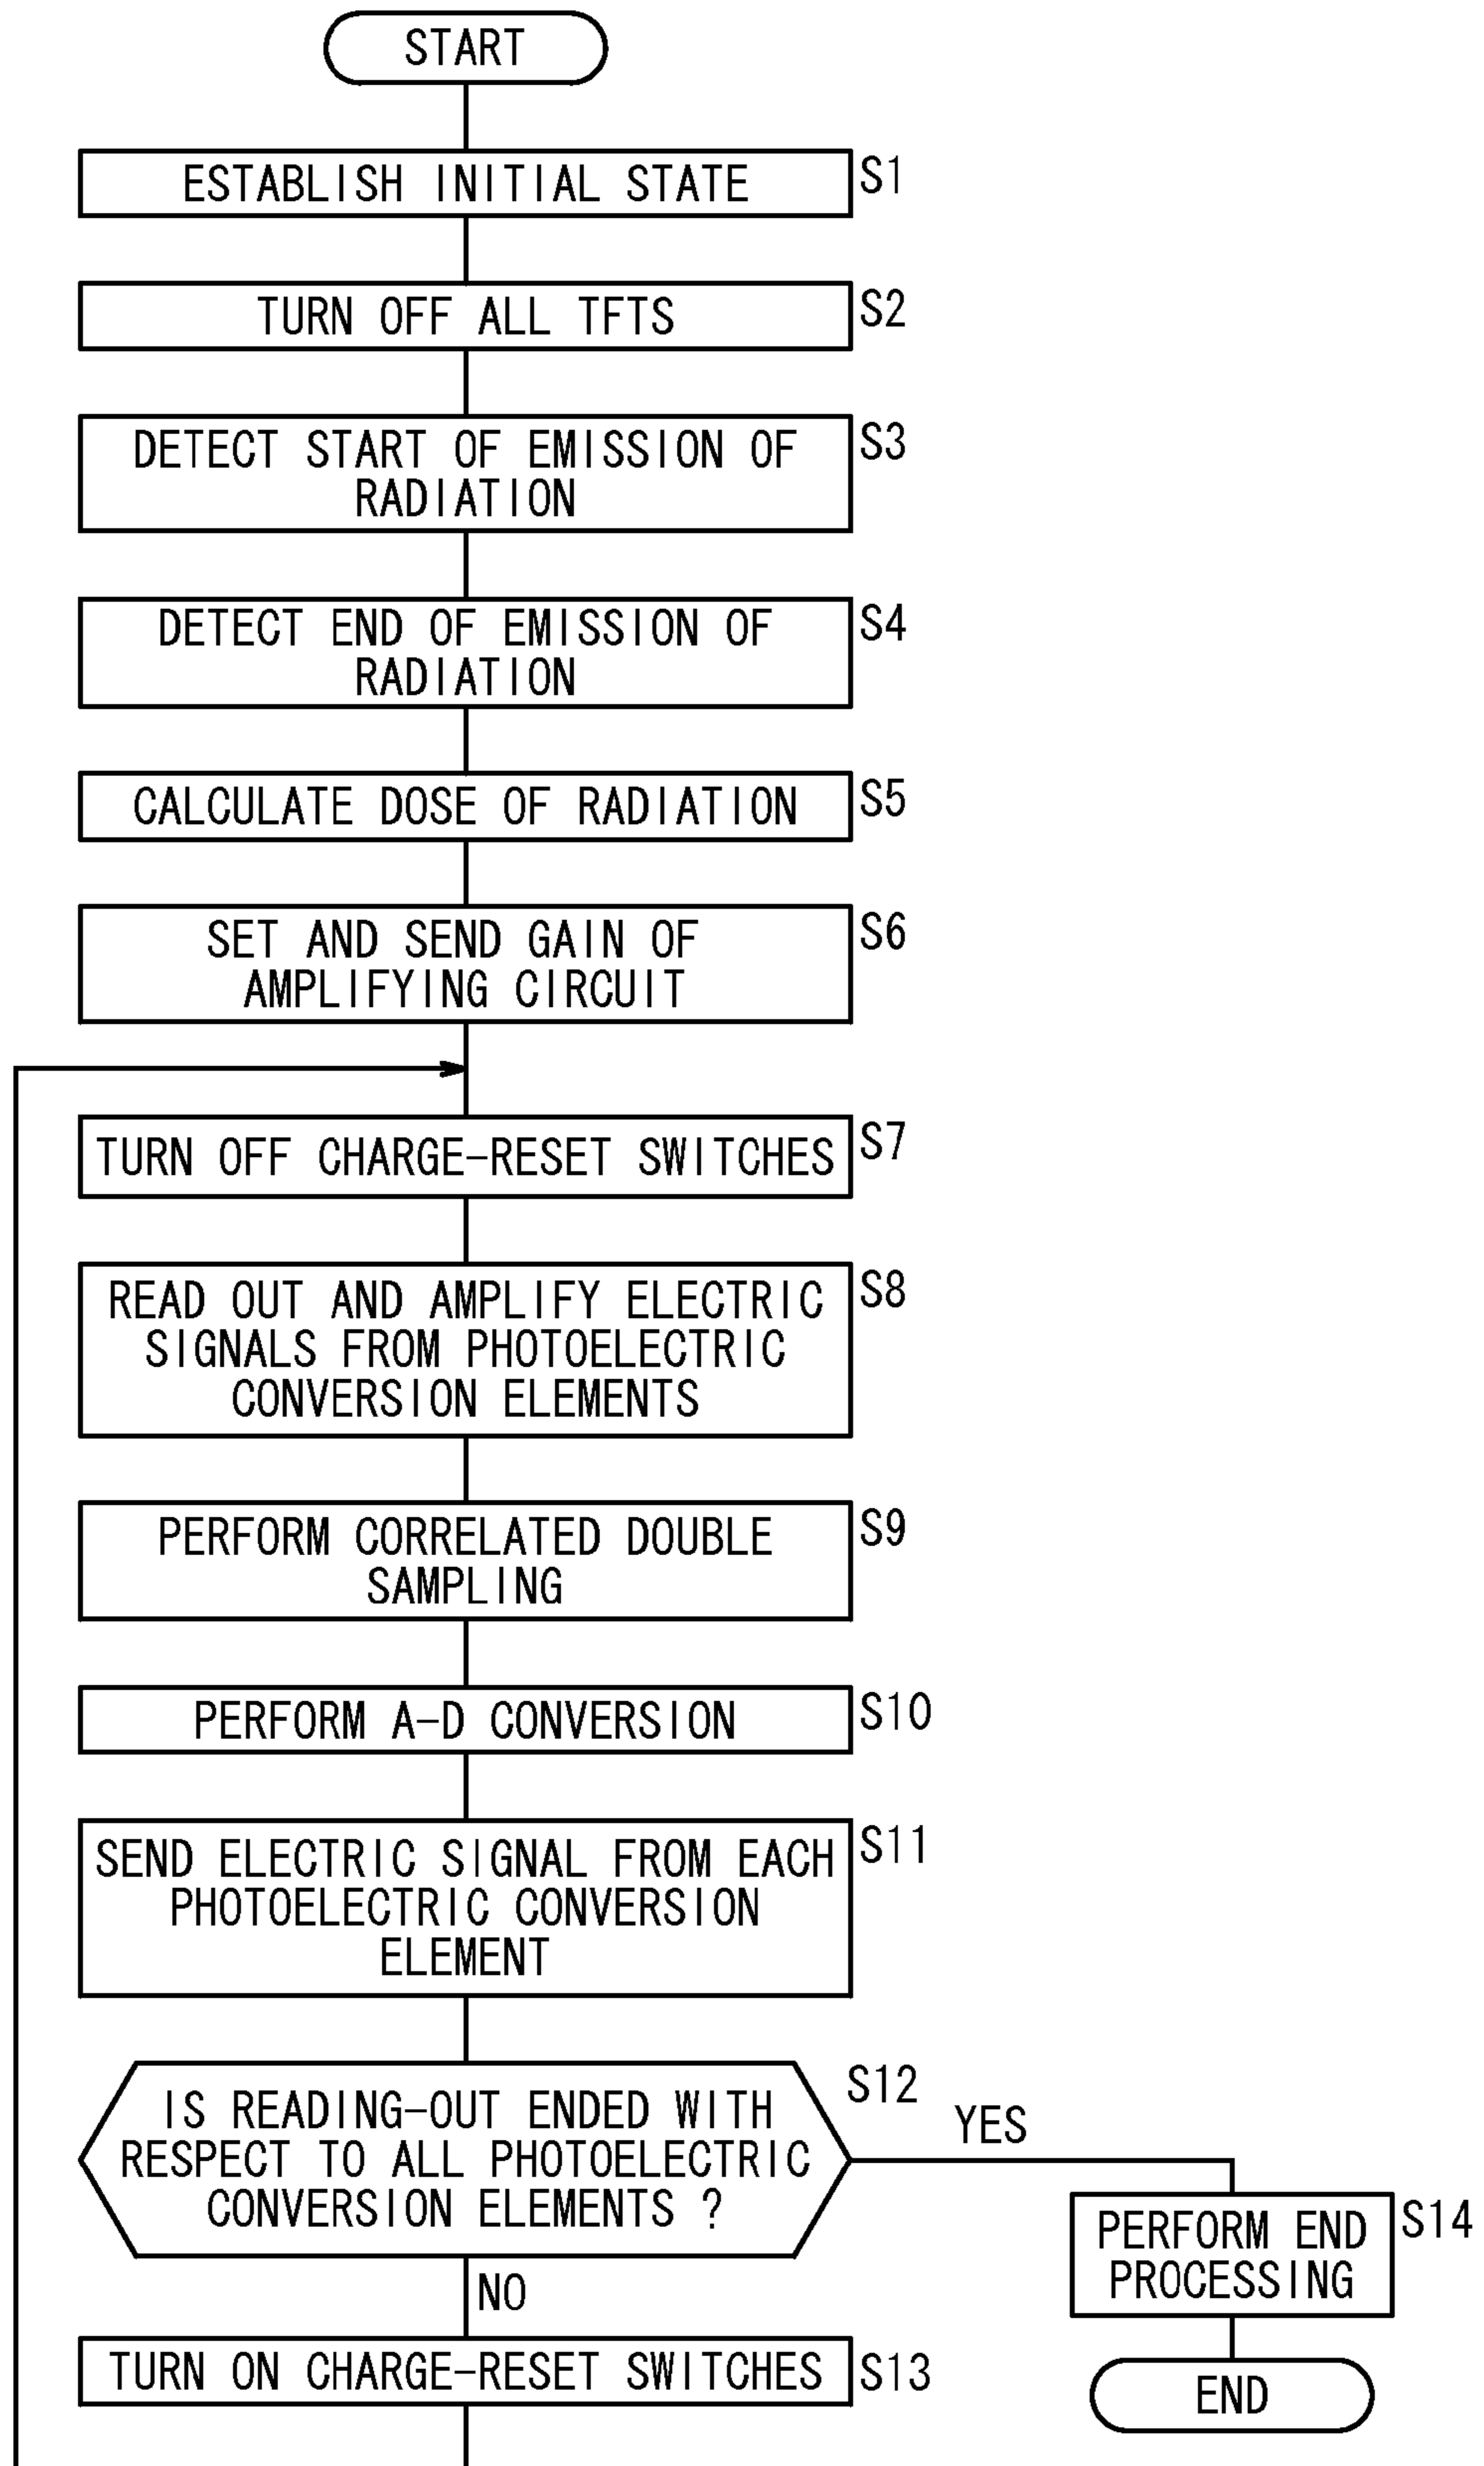 START
ESTABLISH INITIAL STATE
S1
TURN OFF ALL TFTS
S2
DETECT START OF EMISSION OF
RADIATION
S3
DETECT END OF EMISSION OF
RADIATION
S4
CALCULATE DOSE OF RADIATION
S5
SET AND SEND GAIN OF
AMPLIFYING CIRCUIT
S6
TURN OFF CHARGE-RESET SWITCHES
S7
READ OUT AND AMPLIFY ELECTRIC
SIGNALS FROM PHOTOELECTRIC
CONVERSION ELEMENTS
S8
PERFORM CORRELATED DOUBLE
SAMPLING
S9
PERFORM A-D CONVERSION
S10
SEND ELECTRIC SIGNAL FROM EACH
PHOTOELECTRIC CONVERSION
ELEMENT
S11
IS READING-OUT ENDED WITH
RESPECT TO ALL PHOTOELECTRIC
CONVERSION ELEMENTS ?
S12
YES
NO
TURN ON CHARGE-RESET SWITCHES
S13
PERFORM END
PROCESSING
S14
END